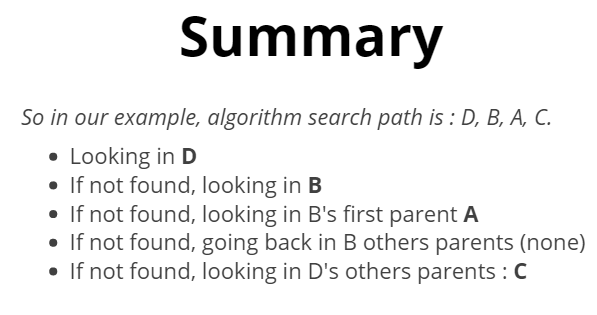 Summary
So in our example, algorithm search path is : D, B, A, C.
• Looking in D
• If not found, looking in B
• If not found, looking in B's first parent A
• If not found, going back in B others parents (none)
• If not found, looking in D's others parents : C